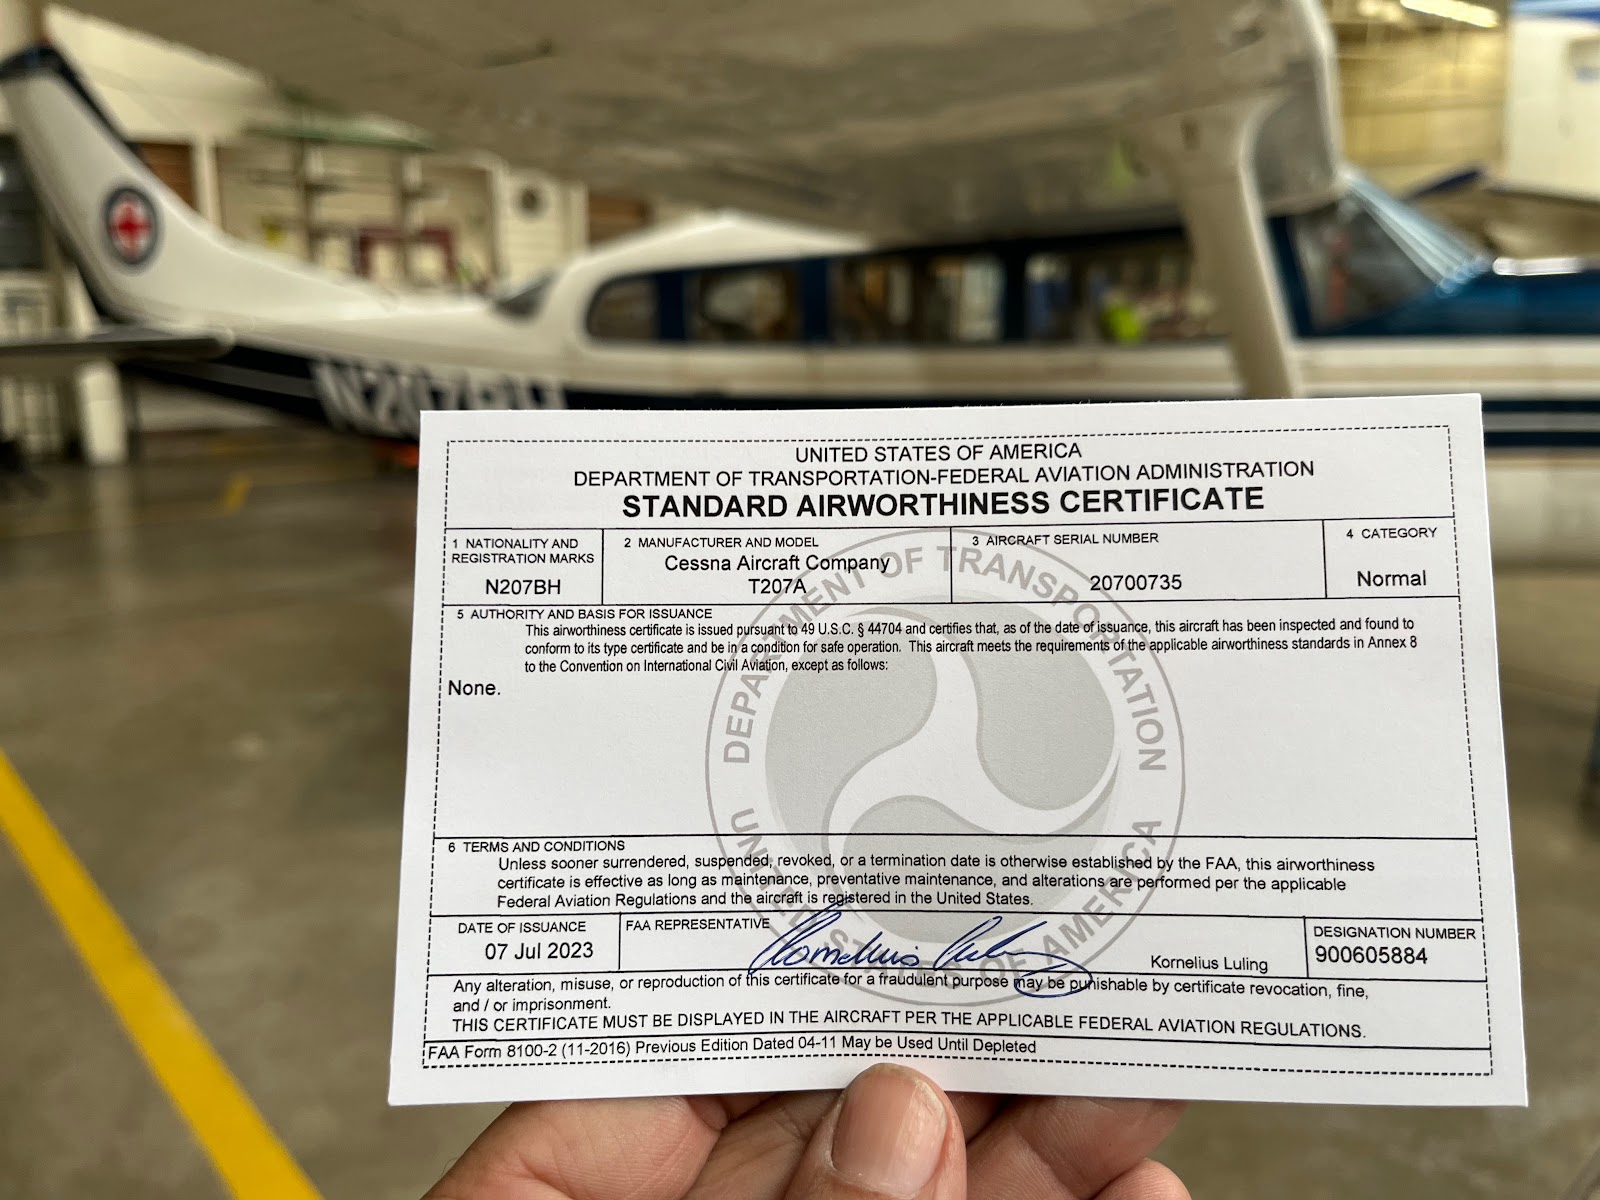 N207BH
UNITED STATES OF AMERICA
DEPARTMENT OF TRANSPORTATION-FEDERAL AVIATION ADMINISTRATION
STANDARD AIRWORTHINESS CERTIFICATE
1 NATIONALITY AND
REGISTRATION MARKS
N207BH
2 MANUFACTURER AND MODEL
Cessna Aircraft Company
T207A
3 AIRCRAFT SERIAL NUMBER
20700735
4 CATEGORY
Normal
5 AUTHORITY AND BASIS FOR ISSUANCE
This airworthiness certificate is issued pursuant to 49 U.S.C. § 44704 and certifies that, as of the date of issuance, this aircraft has been inspected and found to
conform to its type certificate and be in a condition for safe operation. This aircraft meets the requirements of the applicable airworthiness standards in Annex 8
to the Convention on International Civil Aviation, except as follows:
None.
DEPARTMENT OF TRANSPORTATION
UNITED STATES OF AMERICA
6 TERMS AND CONDITIONS
Unless sooner surrendered, suspended, revoked, or a termination date is otherwise established by the FAA, this airworthiness
certificate is effective as long as maintenance, preventative maintenance, and alterations are performed per the applicable
Federal Aviation Regulations and the aircraft is registered in the United States.
DATE OF ISSUANCE
07 Jul 2023
FAA REPRESENTATIVE
Kornelius Luling
Kornelius Luling
DESIGNATION NUMBER
900605884
Any alteration, misuse, or reproduction of this certificate for a fraudulent purpose may be punishable by certificate revocation, fine,
and / or imprisonment.
THIS CERTIFICATE MUST BE DISPLAYED IN THE AIRCRAFT PER THE APPLICABLE FEDERAL AVIATION REGULATIONS.
FAA Form 8100-2 (11-2016) Previous Edition Dated 04-11 May be Used Until Depleted